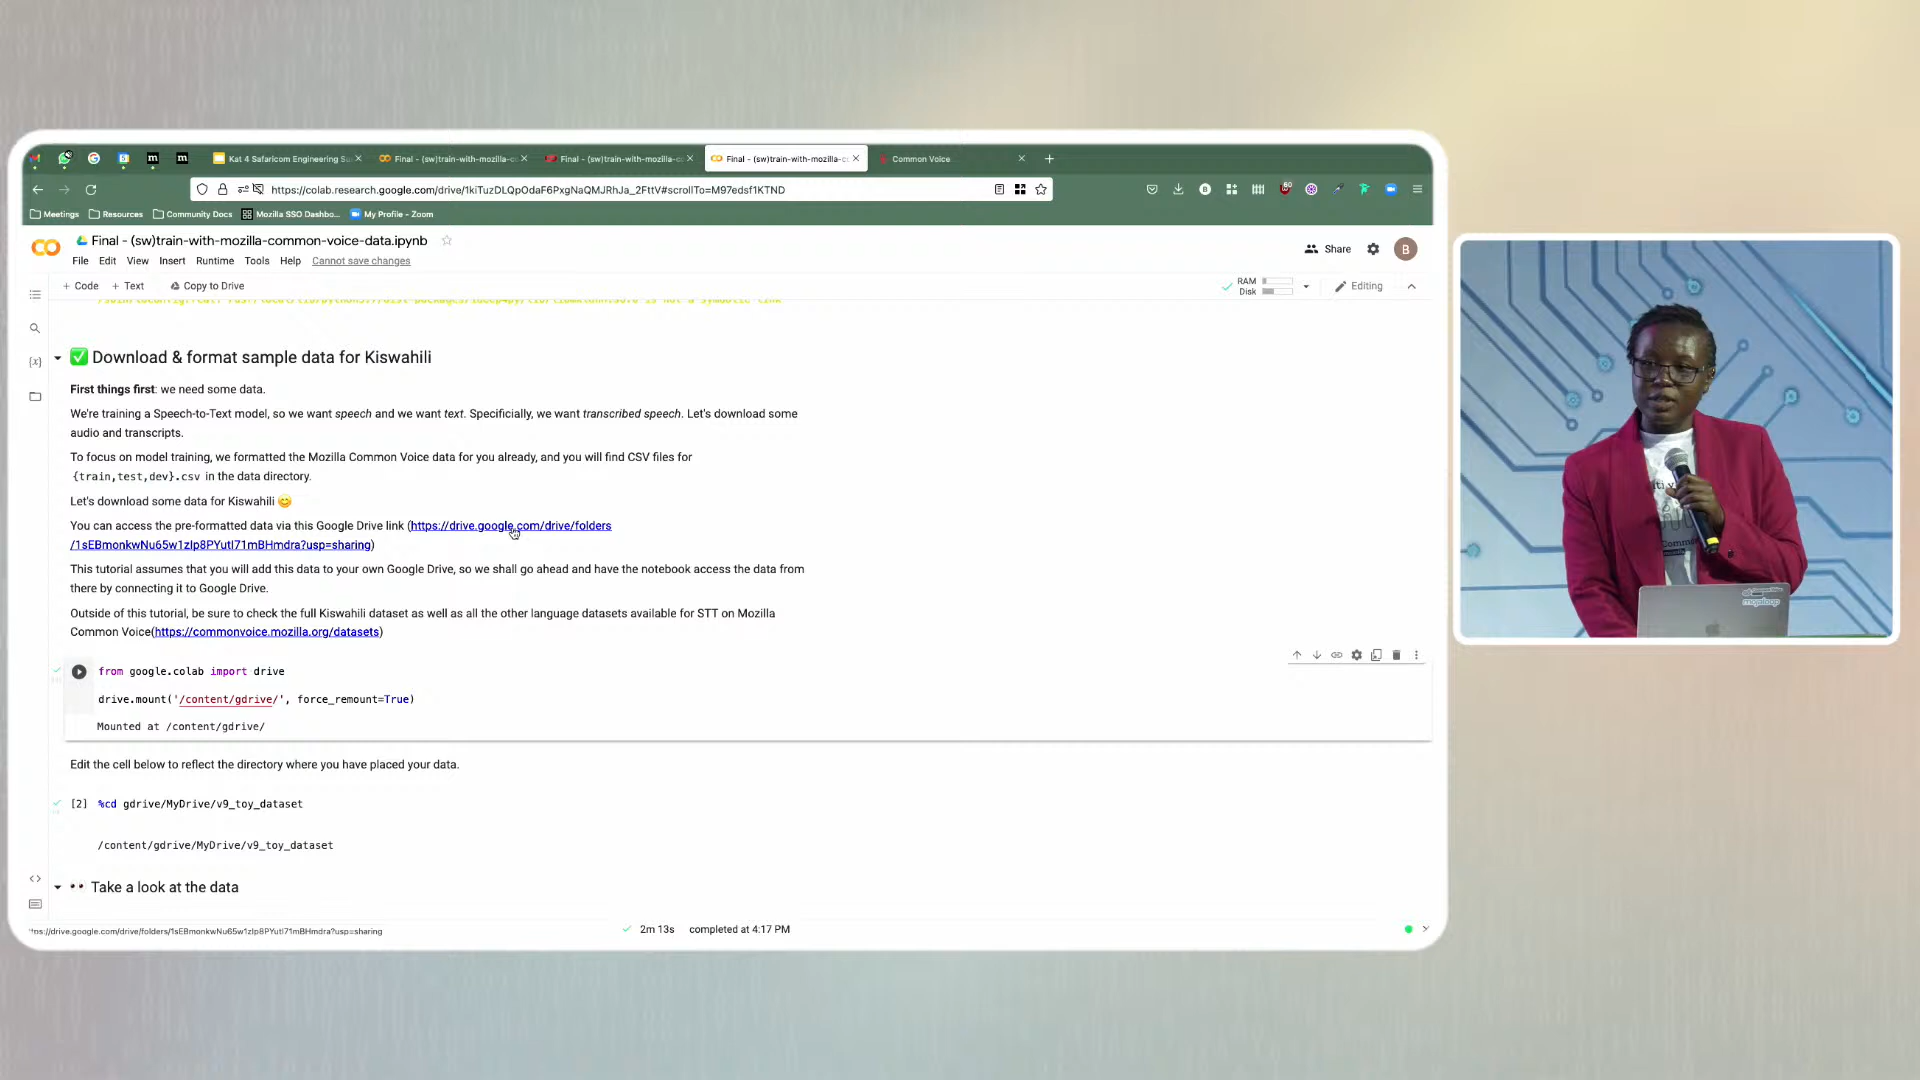 Kat 4 Safaricom Engineering Su
Final - (sw)train-with-mozilla-co
Final - (sw)train-with-mozilla-co
Final - (sw)train-with-mozilla-c
Common Voice
https://colab.research.google.com/drive/1kiTuzDLQpOdaF6PxgNaQMJRhJa_2FttV#scrollTo=M97edsf1KTND
Meetings
Resources
Community Docs
Mozilla SSO Dashbo...
My Profile - Zoom
Final - (sw)train-with-mozilla-common-voice-data.ipynb
File Edit View Insert Runtime Tools Help Cannot save changes
Share
B
+ Code + Text Copy to Drive
RAM
Disk
Editing
✅ Download & format sample data for Kiswahili
First things first: we need some data.
We're training a Speech-to-Text model, so we want speech and we want text. Specificially, we want transcribed speech. Let's download some
audio and transcripts.
To focus on model training, we formatted the Mozilla Common Voice data for you already, and you will find CSV files for
{train,test,dev}.csv in the data directory.
Let's download some data for Kiswahili 😊
You can access the pre-formatted data via this Google Drive link (https://drive.google.com/drive/folders
/1sEBmonkwNu65w1zIp8PYutI71mBHmdra?usp=sharing)
This tutorial assumes that you will add this data to your own Google Drive, so we shall go ahead and have the notebook access the data from
there by connecting it to Google Drive.
Outside of this tutorial, be sure to check the full Kiswahili dataset as well as all the other language datasets available for STT on Mozilla
Common Voice(https://commonvoice.mozilla.org/datasets)
from google.colab import drive
drive.mount('/content/gdrive/', force_remount=True)
Mounted at /content/gdrive/
Edit the cell below to reflect the directory where you have placed your data.
[2] %cd gdrive/MyDrive/v9_toy_dataset
/content/gdrive/MyDrive/v9_toy_dataset
👀 Take a look at the data
ttps://drive.google.com/drive/folders/1sEBmonkwNu65w1zIp8PYutI71mBHmdra?usp=sharing
2m 13s completed at 4:17 PM
mojaloop